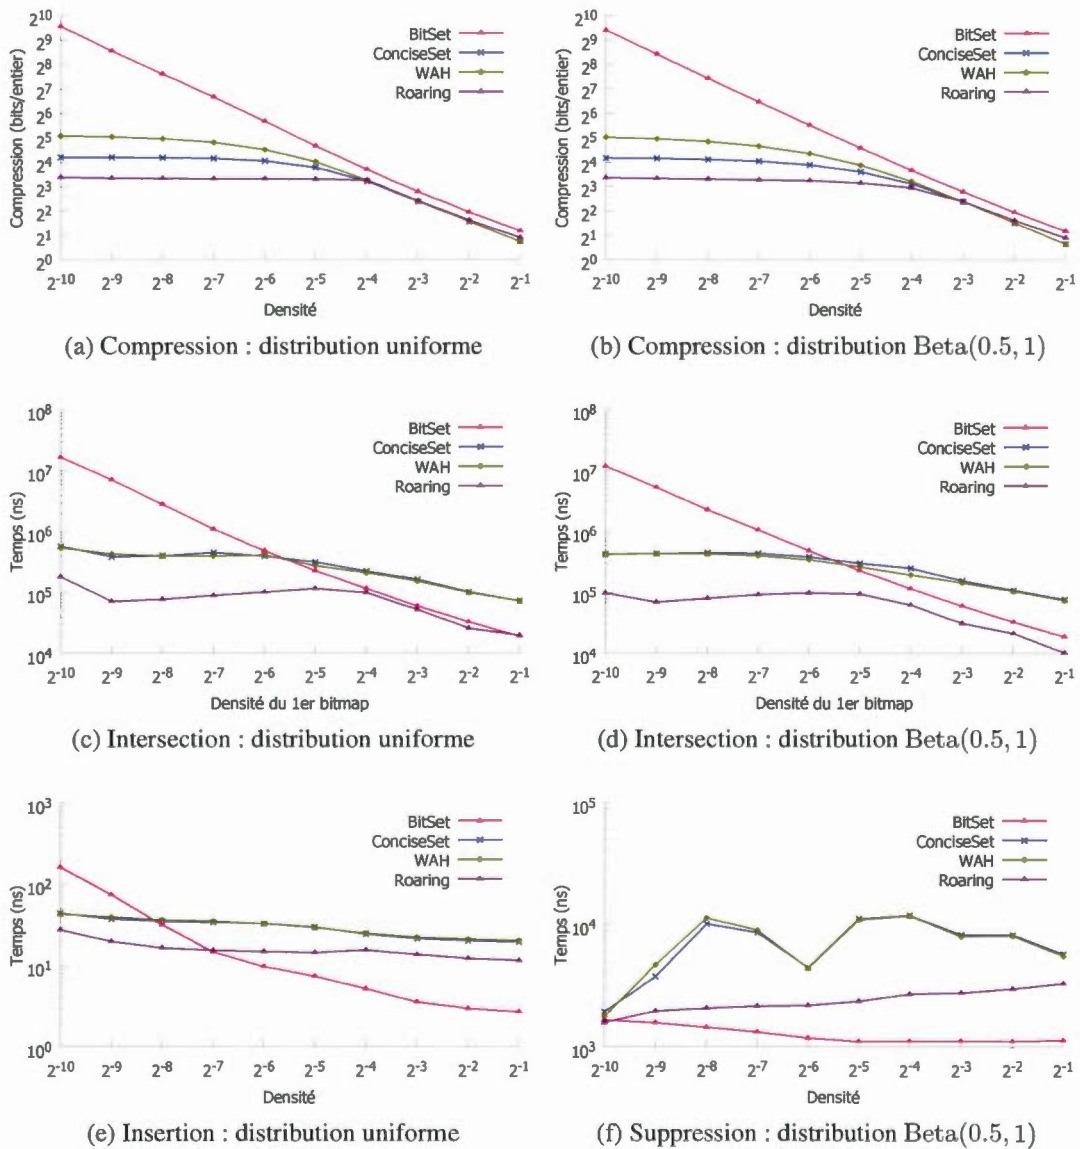 2^10
2^9
2^8
2^7
2^6
2^5
2^4
2^3
2^2
2^1
2^0
Compression (bits/entier)
BitSet
ConciseSet
WAH
Roaring
2^-10 2^-9 2^-8 2^-7 2^-6 2^-5 2^-4 2^-3 2^-2 2^-1
Densité
(a) Compression : distribution uniforme
2^10
2^9
2^8
2^7
2^6
2^5
2^4
2^3
2^2
2^1
2^0
Compression (bits/entier)
BitSet
ConciseSet
WAH
Roaring
2^-10 2^-9 2^-8 2^-7 2^-6 2^-5 2^-4 2^-3 2^-2 2^-1
Densité
(b) Compression : distribution Beta(0.5, 1)
10^8
10^7
10^6
10^5
10^4
Temps (ns)
BitSet
ConciseSet
WAH
Roaring
2^-10 2^-9 2^-8 2^-7 2^-6 2^-5 2^-4 2^-3 2^-2 2^-1
Densité du 1er bitmap
(c) Intersection : distribution uniforme
10^8
10^7
10^6
10^5
10^4
Temps (ns)
BitSet
ConciseSet
WAH
Roaring
2^-10 2^-9 2^-8 2^-7 2^-6 2^-5 2^-4 2^-3 2^-2 2^-1
Densité du 1er bitmap
(d) Intersection : distribution Beta(0.5, 1)
10^3
10^2
10^1
10^0
Temps (ns)
BitSet
ConciseSet
WAH
Roaring
2^-10 2^-9 2^-8 2^-7 2^-6 2^-5 2^-4 2^-3 2^-2 2^-1
Densité
(e) Insertion : distribution uniforme
10^5
10^4
10^3
Temps (ns)
BitSet
ConciseSet
WAH
Roaring
2^-10 2^-9 2^-8 2^-7 2^-6 2^-5 2^-4 2^-3 2^-2 2^-1
Densité
(f) Suppression : distribution Beta(0.5, 1)